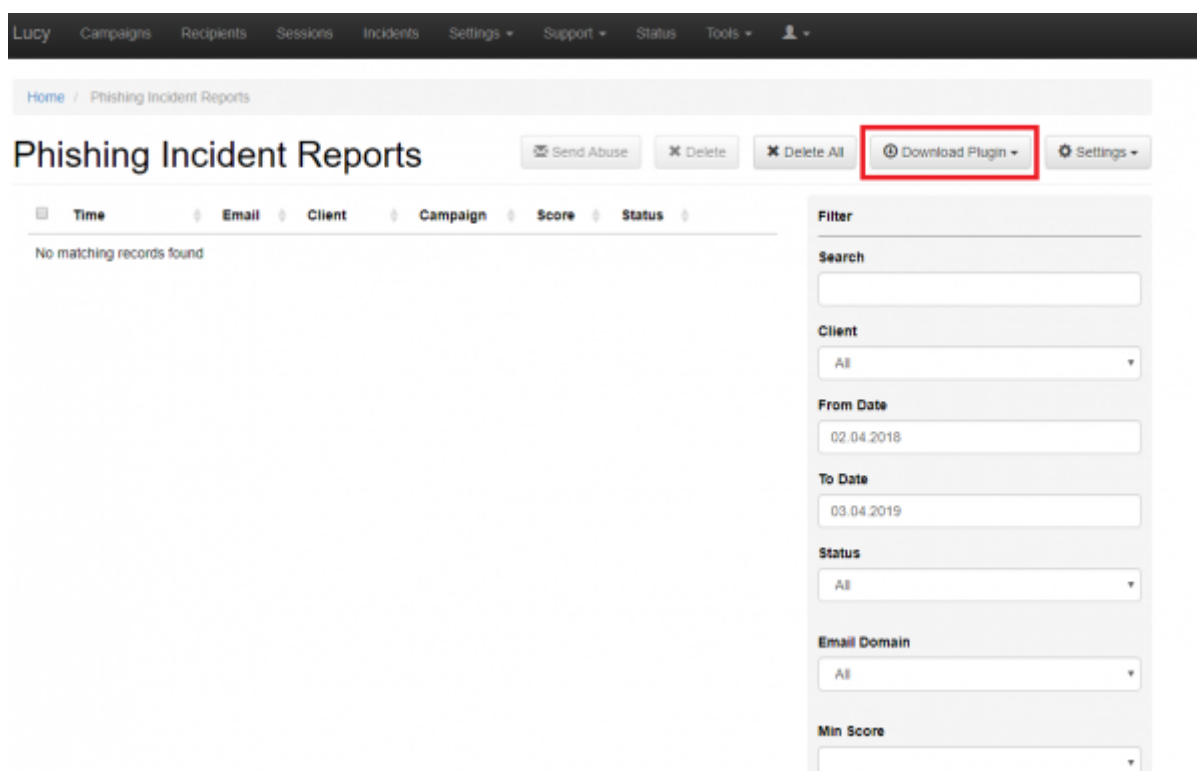 Lucy Campaigns Recipients Sessions Incidents Settings Support Status Tools
Home / Phishing Incident Reports
Phishing Incident Reports
Send Abuse Delete Delete All Download Plugin Settings
Time Email Client Campaign Score Status
No matching records found
Filter
Search
Client
All
From Date
02.04.2018
To Date
03.04.2019
Status
All
Email Domain
All
Min Score